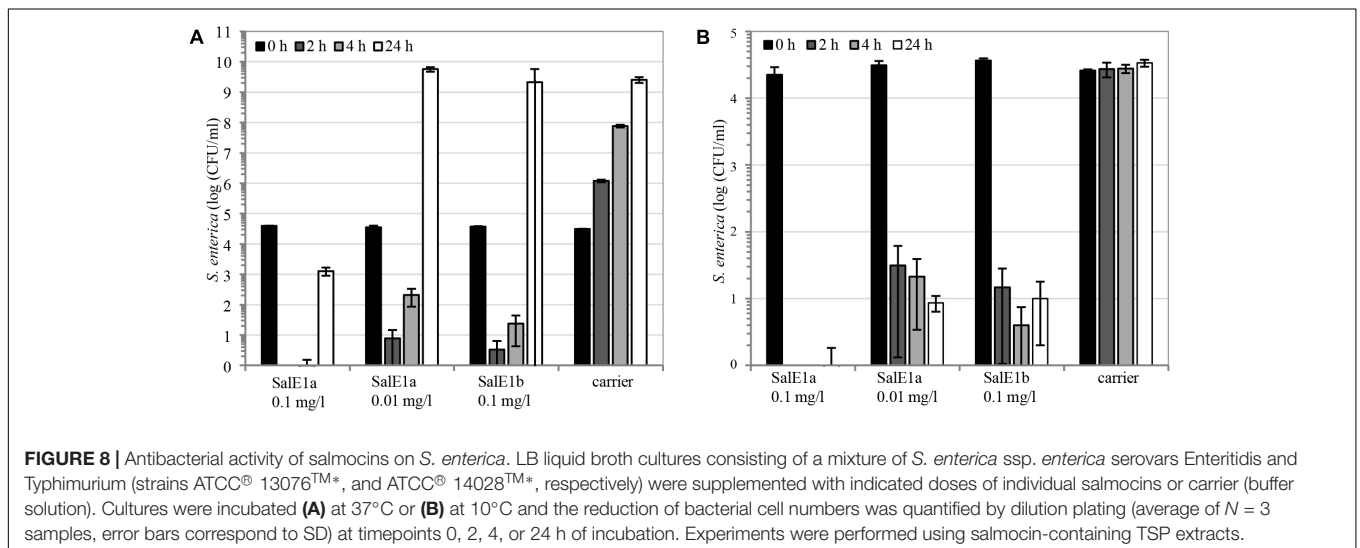 A
0 h 2 h 4 h 24 h
S. enterica (log (CFU/ml)
11
10
9
8
7
6
5
4
3
2
1
0
SalE1a SalE1a SalE1b carrier
0.1 mg/l 0.01 mg/l 0.1 mg/l
B
0 h 2 h 4 h 24 h
S. enterica (log (CFU/ml)
5
4
3
2
1
0
SalE1a SalE1a SalE1b carrier
0.1 mg/l 0.01 mg/l 0.1 mg/l
FIGURE 8 | Antibacterial activity of salmocins on S. enterica. LB liquid broth cultures consisting of a mixture of S. enterica ssp. enterica serovars Enteritidis and
Typhimurium (strains ATCC® 13076™*, and ATCC® 14028™*, respectively) were supplemented with indicated doses of individual salmocins or carrier (buffer
solution). Cultures were incubated (A) at 37°C or (B) at 10°C and the reduction of bacterial cell numbers was quantified by dilution plating (average of N = 3
samples, error bars correspond to SD) at timepoints 0, 2, 4, or 24 h of incubation. Experiments were performed using salmocin-containing TSP extracts.